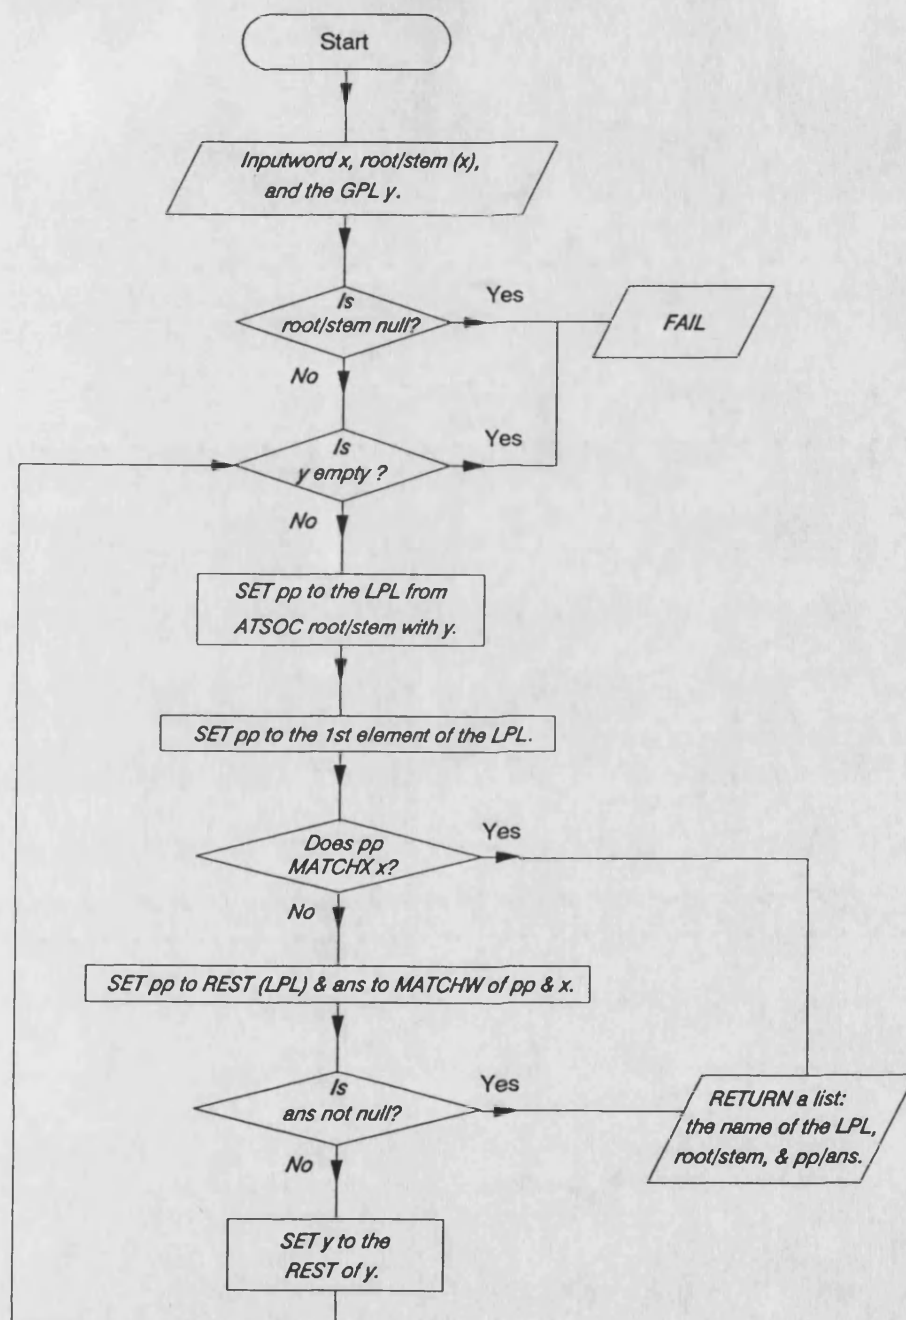 Start
Inputword x, root/stem (x),
and the GPL y.
Is
root/stem null?
Yes
FAIL
No
Is
y empty ?
Yes
No
SET pp to the LPL from
ATSOC root/stem with y.
SET pp to the 1st element of the LPL.
Does pp
MATCHX x?
Yes
No
SET pp to REST (LPL) & ans to MATCHW of pp & x.
Is
ans not null?
Yes
RETURN a list:
the name of the LPL,
root/stem, & pp/ans.
No
SET y to the
REST of y.